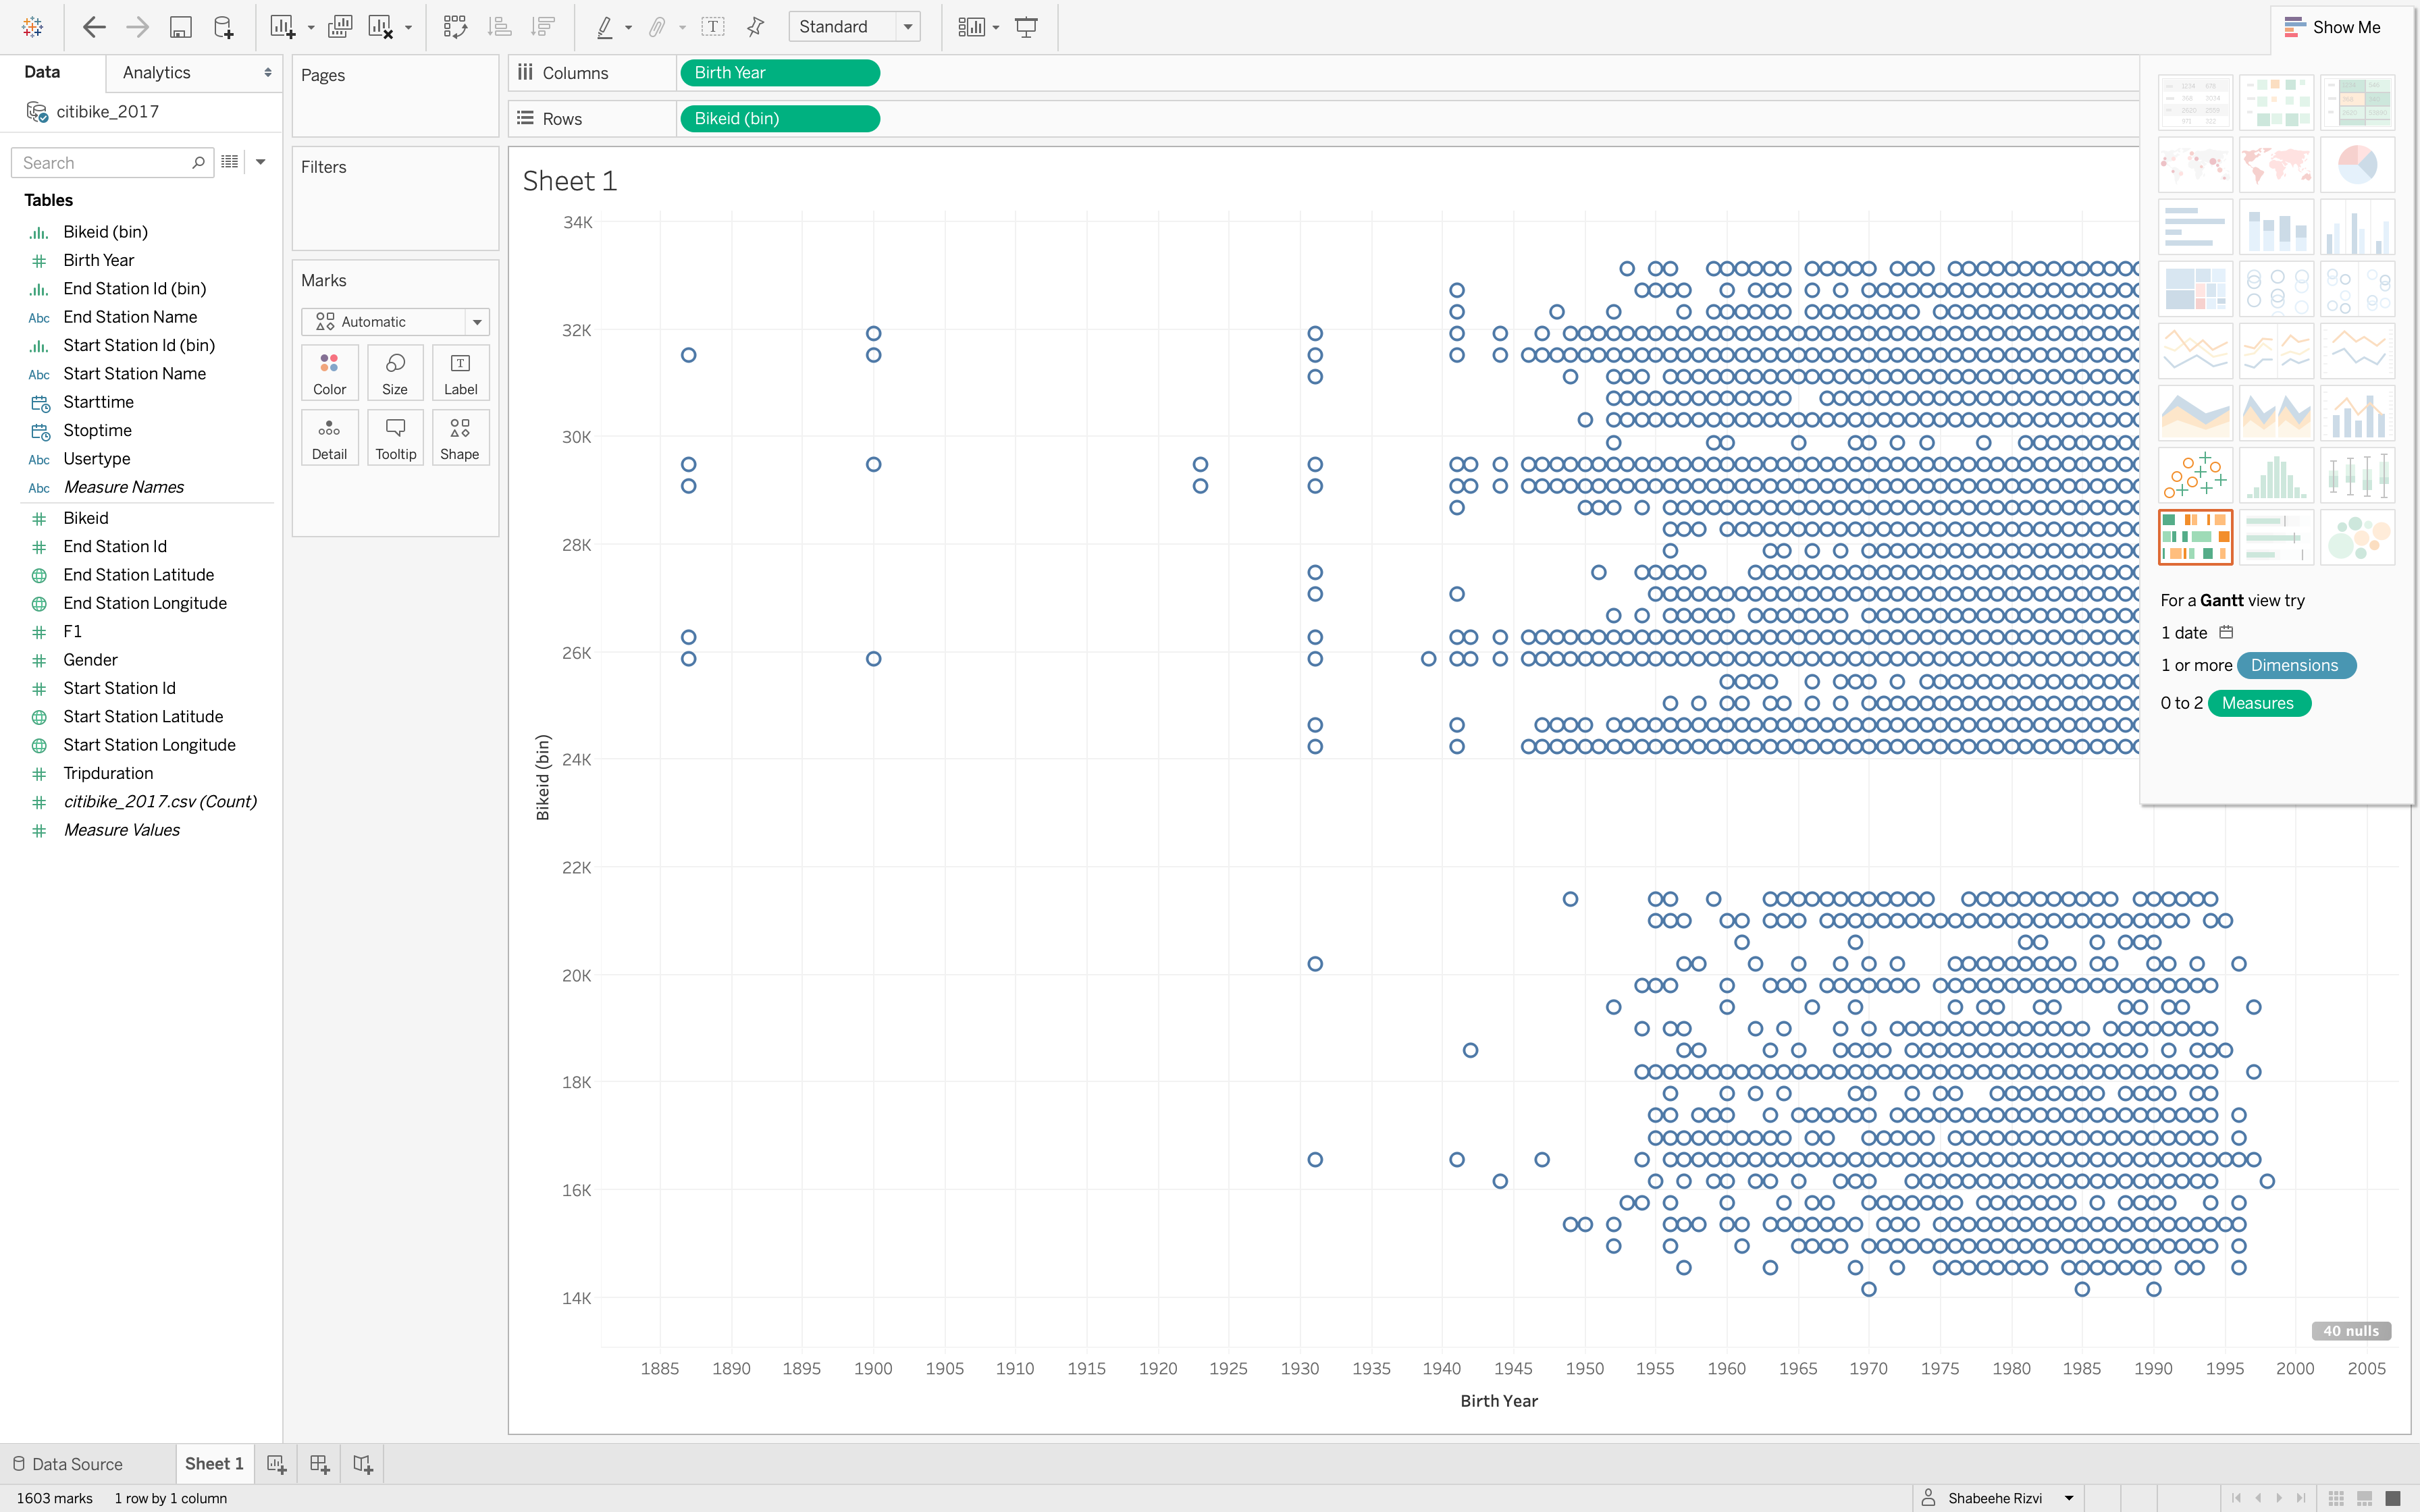 Standard
Show Me
Data
Analytics
citibike_2017
Search
Tables
Bikeid (bin)
Birth Year
End Station Id (bin)
Abc End Station Name
Start Station Id (bin)
Abc Start Station Name
Starttime
Stoptime
Abc Usertype
Abc Measure Names
Bikeid
End Station Id
End Station Latitude
End Station Longitude
F1
Gender
Start Station Id
Start Station Latitude
Start Station Longitude
Tripduration
citibike_2017.csv (Count)
Measure Values
Pages
Filters
Marks
Automatic
Color Size Label
Detail Tooltip Shape
Columns Birth Year
Rows Bikeid (bin)
Sheet 1
Bikeid (bin)
34K
32K
30K
28K
26K
24K
22K
20K
18K
16K
14K
40 nulls
1885 1890 1895 1900 1905 1910 1915 1920 1925 1930 1935 1940 1945 1950 1955 1960 1965 1970 1975 1980 1985 1990 1995 2000 2005
Birth Year
For a Gantt view try
1 date
1 or more Dimensions
0 to 2 Measures
Data Source
Sheet 1
1603 marks 1 row by 1 column
Shabeehe Rizvi